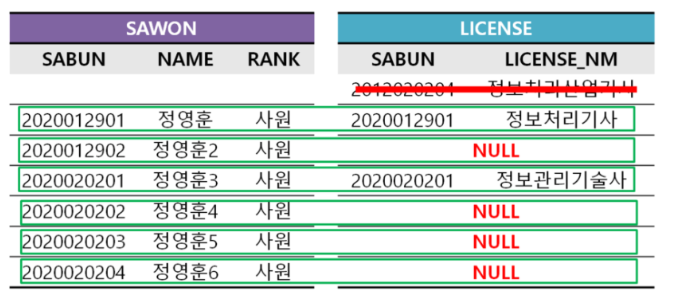 SAWON LICENSE
SABUN NAME RANK SABUN LICENSE_NM
2012020204 정보처리산업기사
2020012901 정영훈 사원 2020012901 정보처리기사
2020012902 정영훈2 사원 NULL
2020020201 정영훈3 사원 2020020201 정보관리기술사
2020020202 정영훈4 사원 NULL
2020020203 정영훈5 사원 NULL
2020020204 정영훈6 사원 NULL